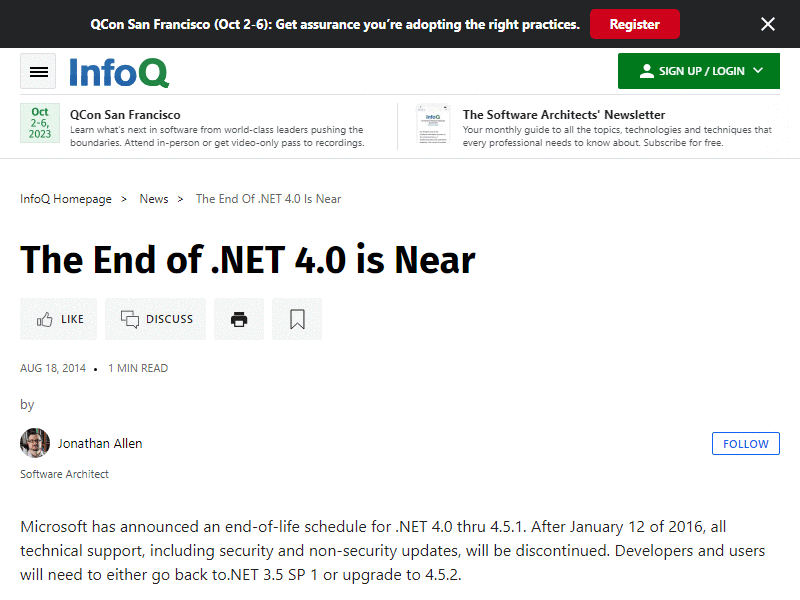 QCon San Francisco (Oct 2-6): Get assurance you’re adopting the right practices.
Register
InfoQ
SIGN UP / LOGIN
Oct
2-6,
2023
QCon San Francisco
Learn what's next in software from world-class leaders pushing the
boundaries. Attend in-person or get video-only pass to recordings.
The Software Architects' Newsletter
Your monthly guide to all the topics, technologies and techniques that
every professional needs to know about. Subscribe for free.
InfoQ Homepage > News > The End Of .NET 4.0 Is Near
The End of .NET 4.0 is Near
LIKE
DISCUSS
AUG 18, 2014 • 1 MIN READ
by
Jonathan Allen
FOLLOW
Software Architect
Microsoft has announced an end-of-life schedule for .NET 4.0 thru 4.5.1. After January 12 of 2016, all
technical support, including security and non-security updates, will be discontinued. Developers and users
will need to either go back to.NET 3.5 SP 1 or upgrade to 4.5.2.